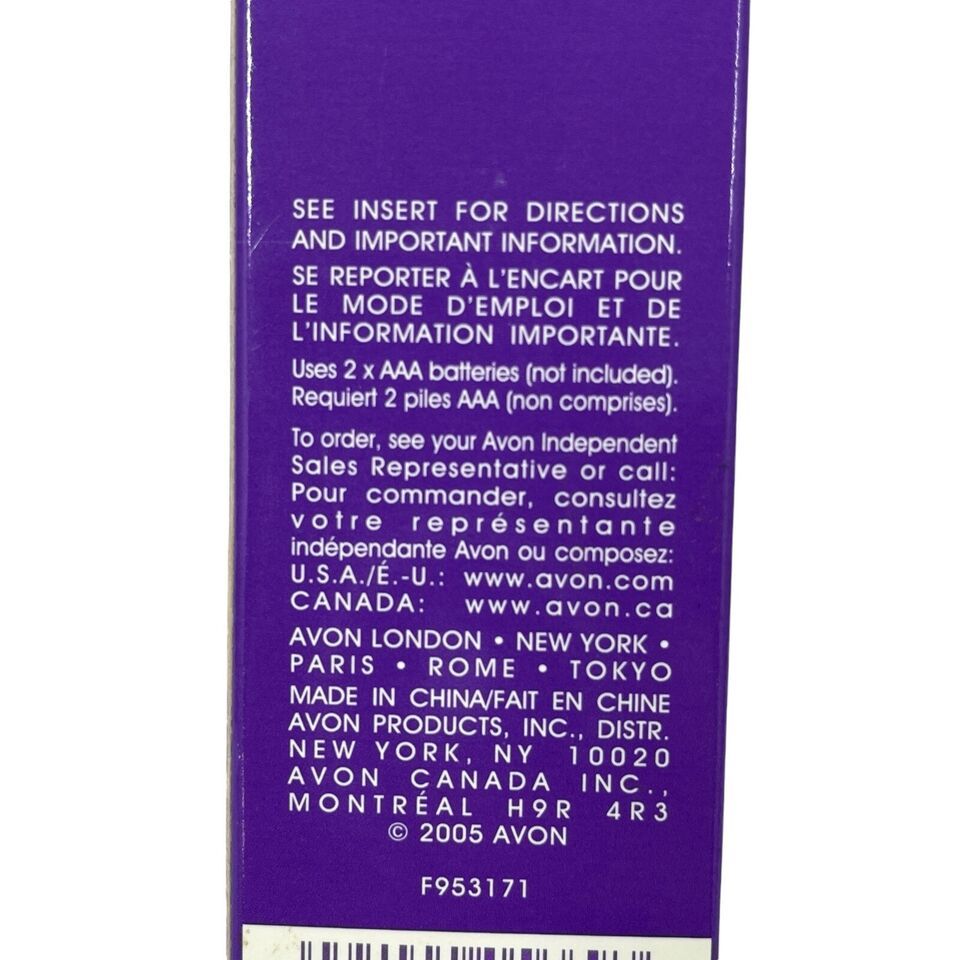 SEE INSERT FOR DIRECTIONS
AND IMPORTANT INFORMATION.
SE REPORTER À L'ENCART POUR
LE MODE D'EMPLOI ET DE
L'INFORMATION IMPORTANTE.
Uses 2 x AAA batteries (not included).
Requiert 2 piles AAA (non comprises).
To order, see your Avon Independent
Sales Representative or call:
Pour commander, consultez
votre représentante
indépendante Avon ou composez:
U.S.A./É.-U.: www.avon.com
CANADA: www.avon.ca
AVON LONDON • NEW YORK •
PARIS • ROME • TOKYO
MADE IN CHINA/FAIT EN CHINE
AVON PRODUCTS, INC., DISTR.
NEW YORK, NY 10020
AVON CANADA INC.,
MONTRÉAL H9R 4R3
© 2005 AVON
F953171